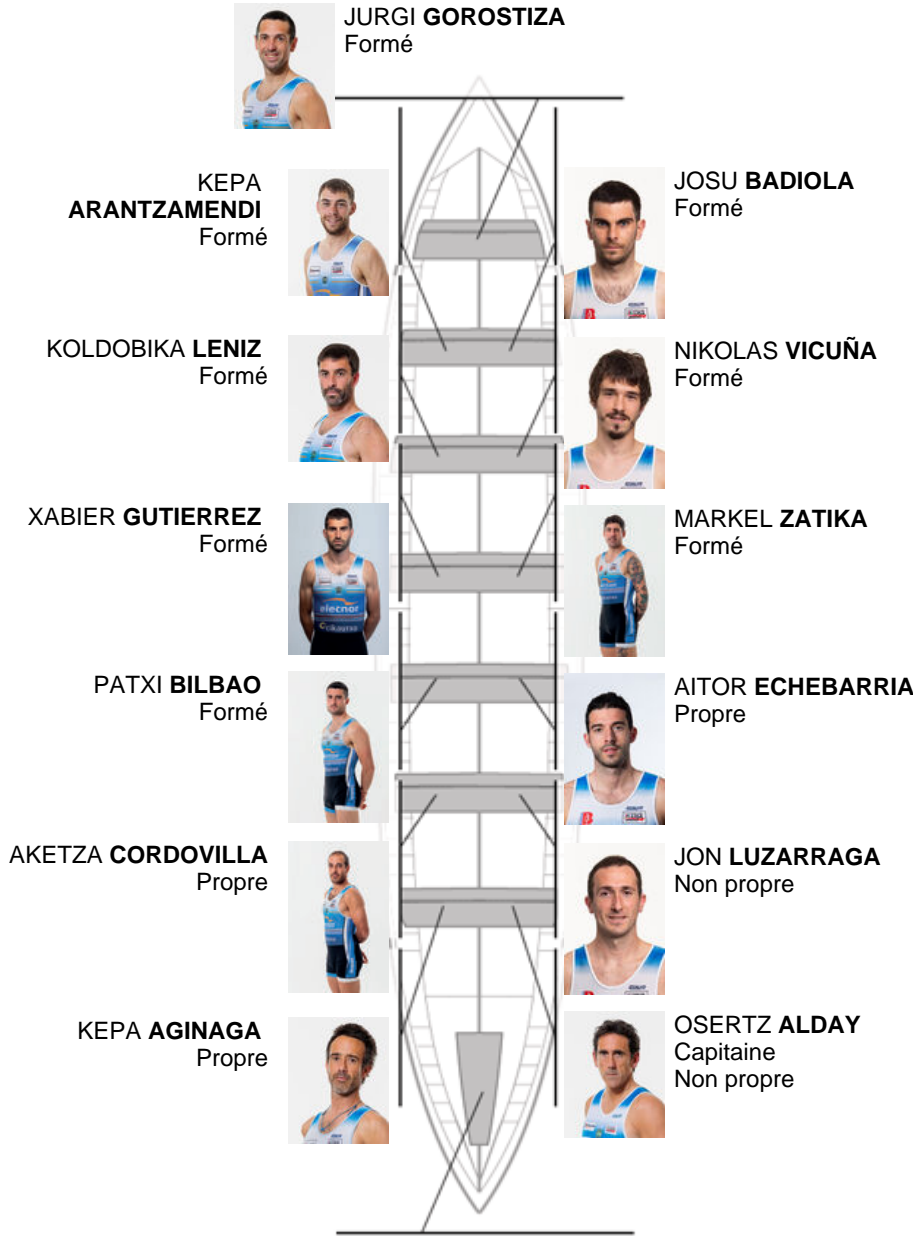 JURGI GOROSTIZA
Formé
KEPA
ARANTZAMENDI
Formé
JOSU BADIOLA
Formé
KOLDOBIKA LENIZ
Formé
NIKOLAS VICUÑA
Formé
XABIER GUTIERREZ
Formé
elecnor
cikautxo
MARKEL ZATIKA
Formé
PATXI BILBAO
Formé
AITOR ECHEBARRIA
Propre
AKETZA CORDOVILLA
Propre
JON LUZARRAGA
Non propre
KEPA AGINAGA
Propre
OSERTZ ALDAY
Capitaine
Non propre